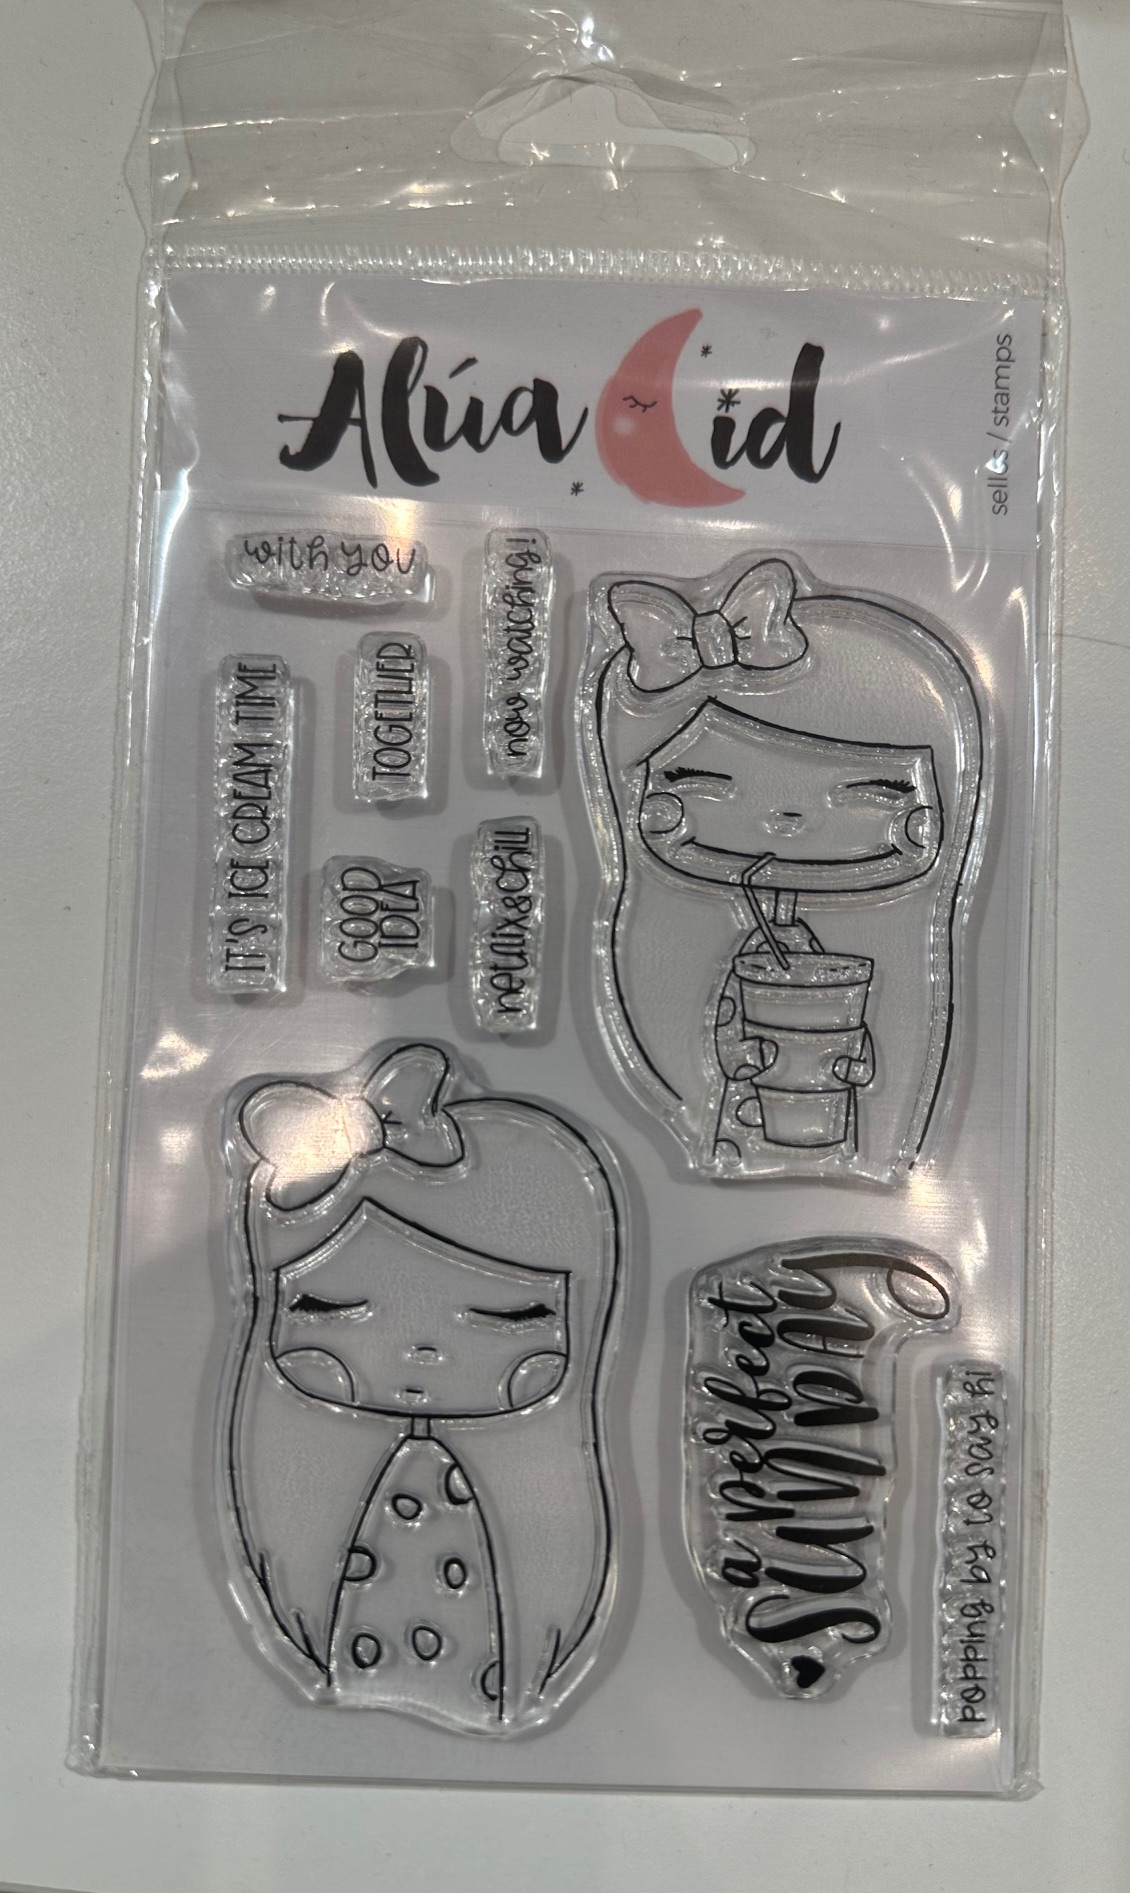 Alúa Cid
sellos / stamps
with you
now watching!
IT'S ICE CREAM TIME
TOGETHER
GOOD
IDEA
netflix&chill
a perfect
SUNDAY
popping by to say hi